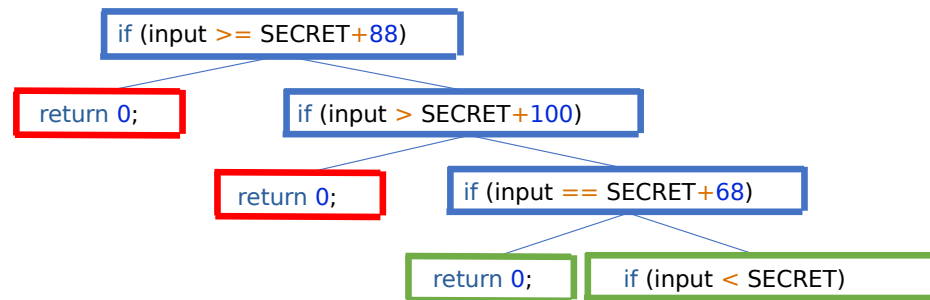 if (input >= SECRET+88)
return 0;
if (input > SECRET+100)
return 0;
if (input == SECRET+68)
return 0;
if (input < SECRET)